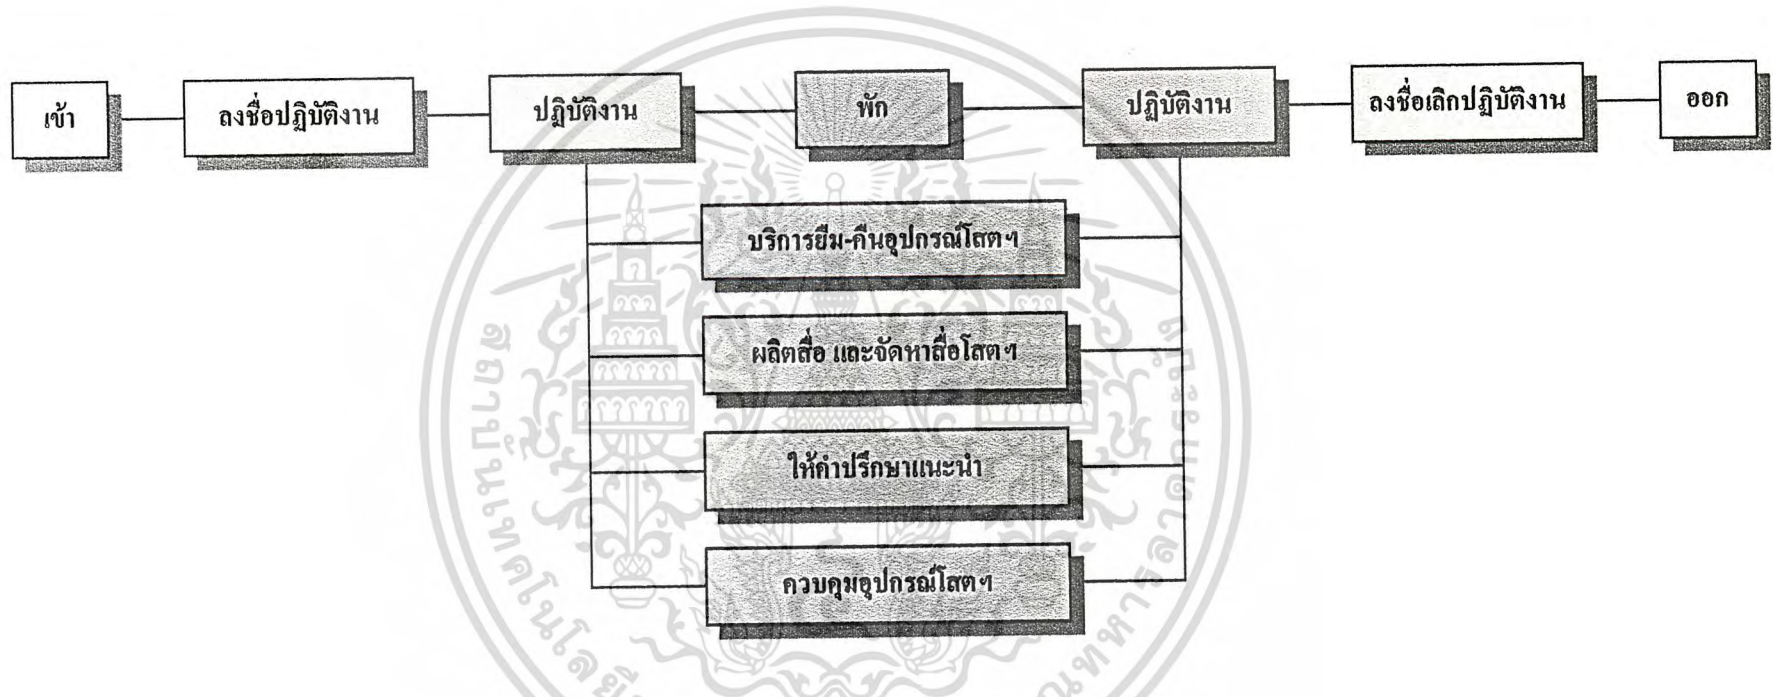 เข้า
ลงชื่อปฏิบัติงาน
ปฏิบัติงาน
พัก
ปฏิบัติงาน
ลงชื่อเลิกปฏิบัติงาน
ออก
บริการยืม-คืนอุปกรณ์โสตฯ
ผลิตสื่อ และจัดหาสื่อโสตฯ
ให้คำปรึกษาแนะนำ
ควบคุมอุปกรณ์โสตฯ